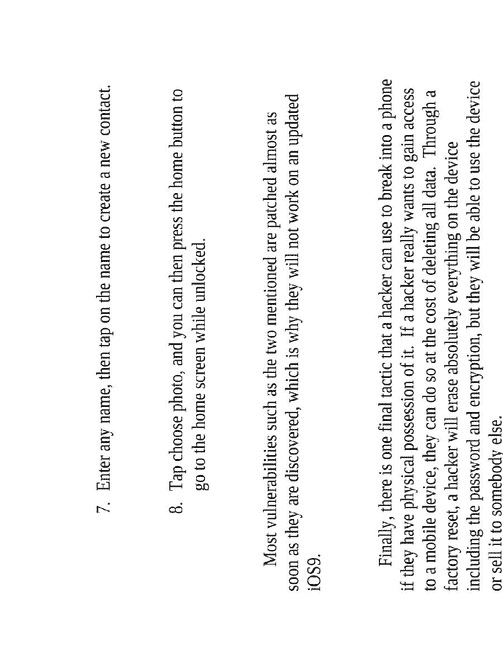 7. Enter any name, then tap on the name to create a new contact.
8. Tap choose photo, and you can then press the home button to
go to the home screen while unlocked.
Most vulnerabilities such as the two mentioned are patched almost as
soon as they are discovered, which is why they will not work on an updated
iOS9.
Finally, there is one final tactic that a hacker can use to break into a phone
if they have physical possession of it. If a hacker really wants to gain access
to a mobile device, they can do so at the cost of deleting all data. Through a
factory reset, a hacker will erase absolutely everything on the device
including the password and encryption, but they will be able to use the device
or sell it to somebody else.